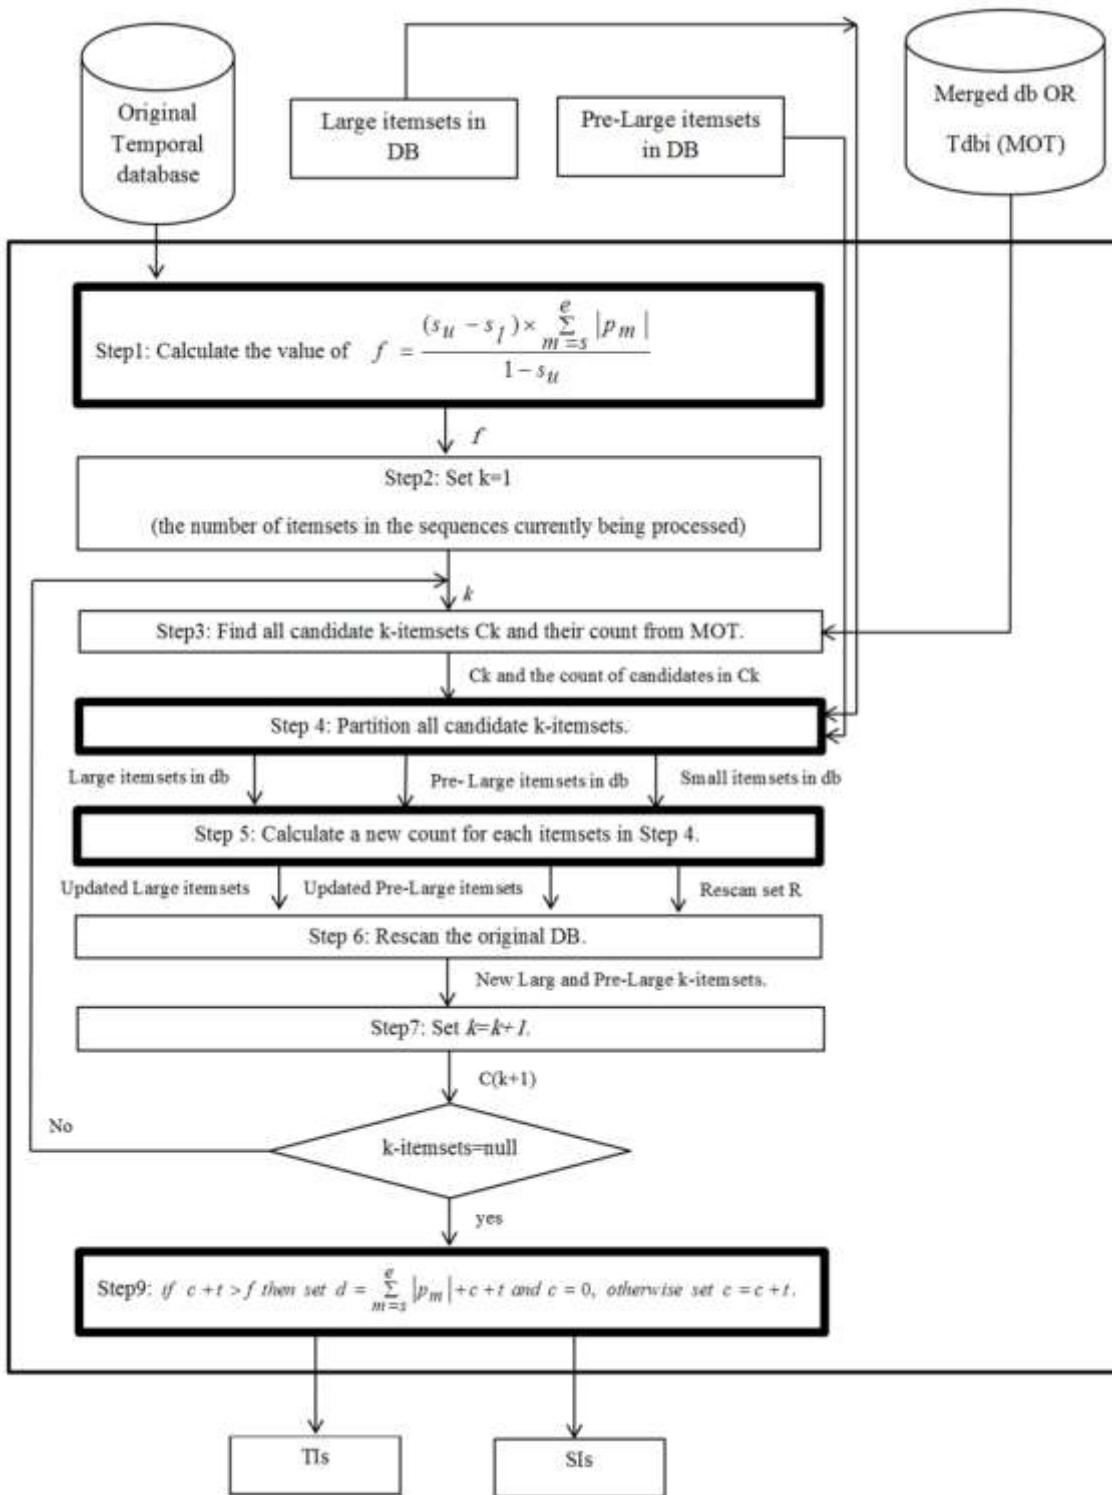 Original
Temporal
database
Large itemsets in
DB
Pre-Large itemsets
in DB
Merged db OR
Tdbi (MOT)
Step1: Calculate the value of f = \frac{(s_u - s_l) \times \sum_{m=s}^{e} |p_m|}{1 - s_u}
f
Step2: Set k=1
(the number of itemsets in the sequences currently being processed)
k
Step3: Find all candidate k-itemsets Ck and their count from MOT.
Ck and the count of candidates in Ck
Step 4: Partition all candidate k-itemsets.
Large itemsets in db
Pre- Large itemsets in db
Small itemsets in db
Step 5: Calculate a new count for each itemsets in Step 4.
Updated Large itemsets
Updated Pre-Large itemsets
Rescan set R
Step 6: Rescan the original DB.
New Larg and Pre-Large k-itemsets.
Step7: Set k=k+1.
C(k+1)
No
k-itemsets=null
yes
Step9: if c + t > f then set d = \sum_{m=s}^{e} |p_m| + c + t and c = 0, otherwise set c = c + t.
TIs
SIs